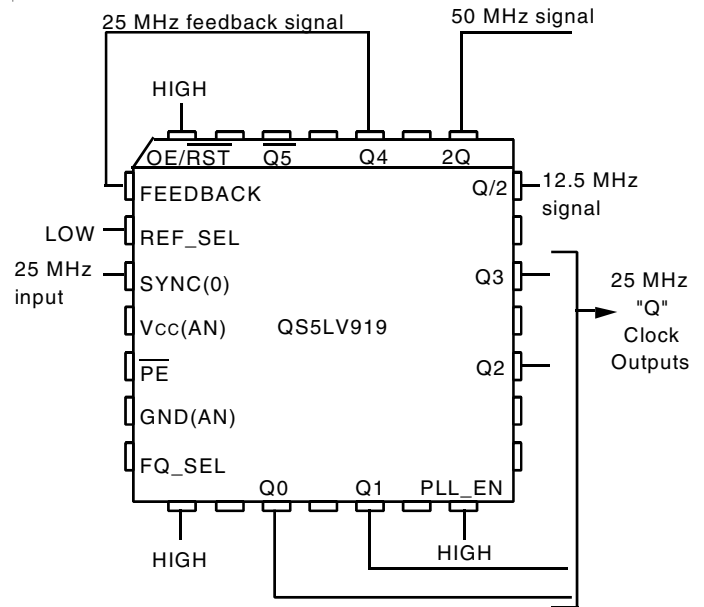 25 MHz feedback signal
50 MHz signal
HIGH
OE/RST
Q5
Q4
2Q
FEEDBACK
Q/2
12.5 MHz
signal
LOW
REF_SEL
25 MHz
input
SYNC(0)
Q3
25 MHz
"Q"
Clock
Outputs
VCC(AN)
QS5LV919
PE
Q2
GND(AN)
FQ_SEL
Q0
Q1
PLL_EN
HIGH
HIGH